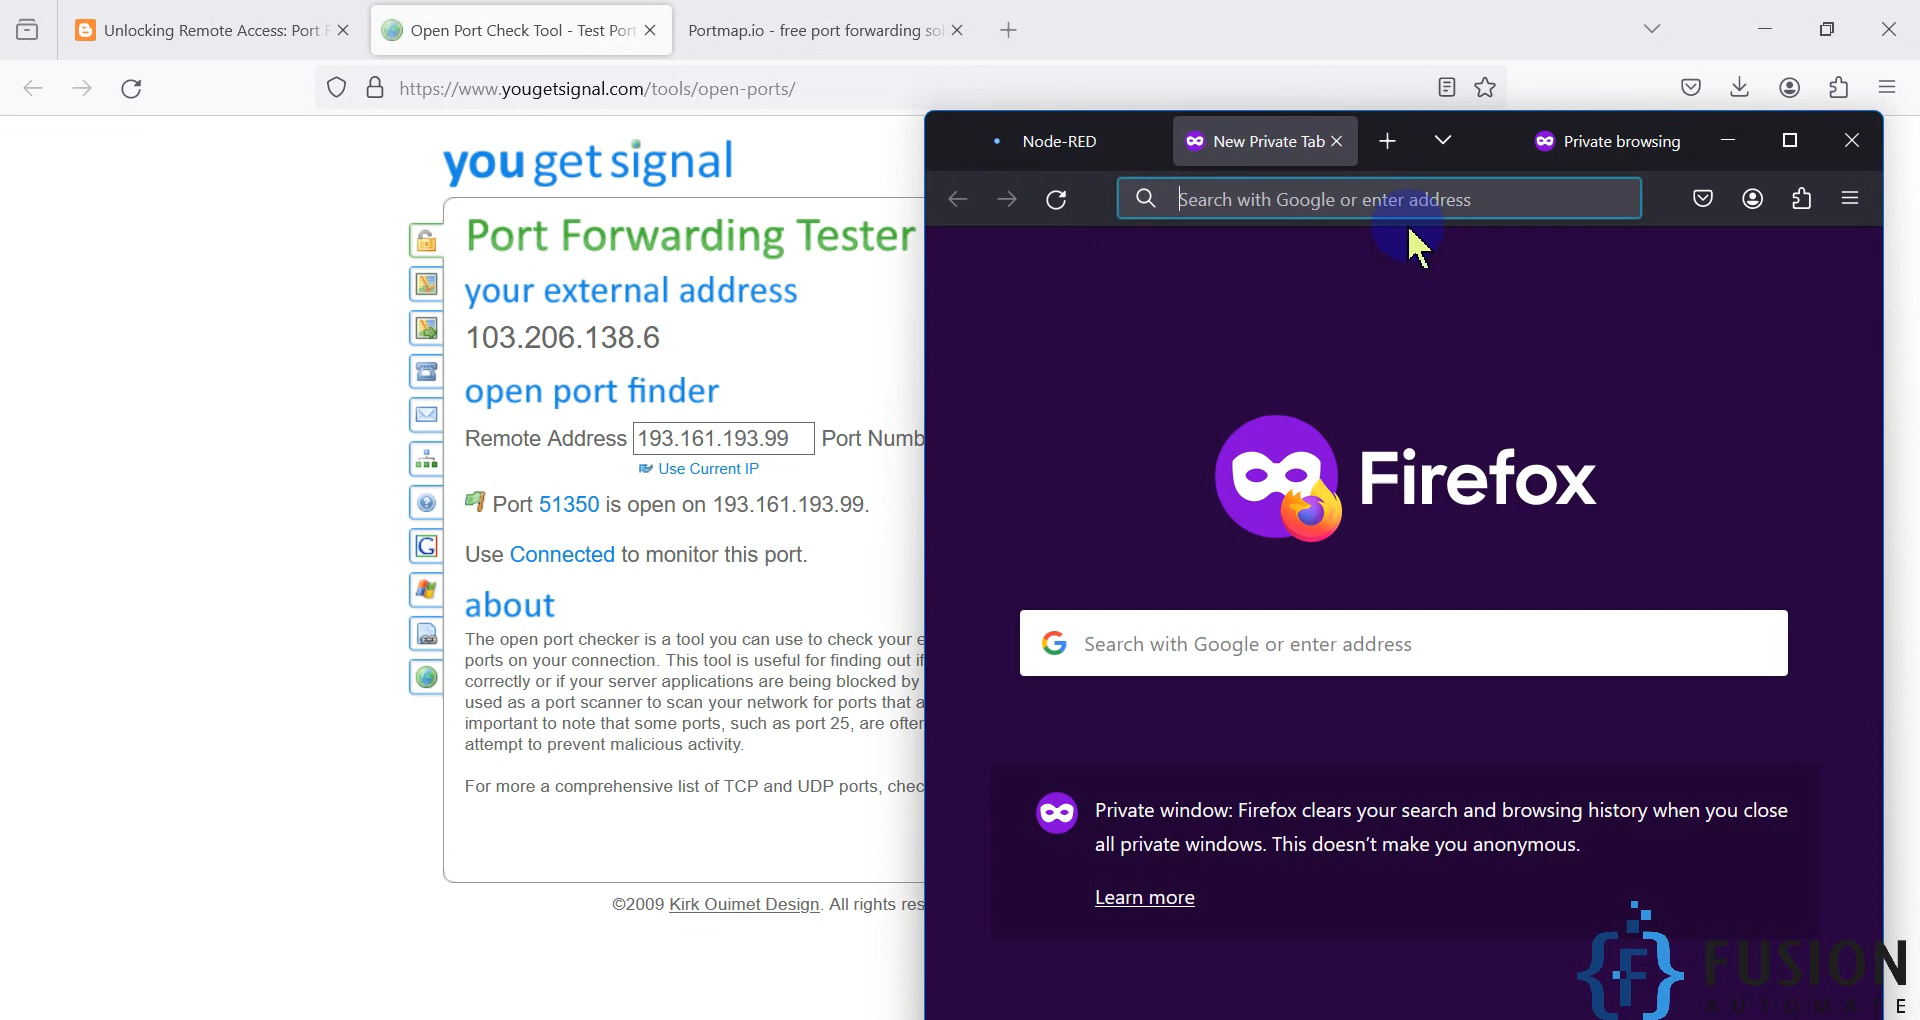 Unlocking Remote Access: Port F
Open Port Check Tool - Test Port
Portmap.io - free port forwarding sol
https://www.yougetsignal.com/tools/open-ports/
you get signal
Port Forwarding Tester
your external address
103.206.138.6
open port finder
Remote Address 193.161.193.99 Port Numb
Use Current IP
Port 51350 is open on 193.161.193.99.
Use Connected to monitor this port.
about
The open port checker is a tool you can use to check your e
ports on your connection. This tool is useful for finding out if
correctly or if your server applications are being blocked by
used as a port scanner to scan your network for ports that a
important to note that some ports, such as port 25, are often
attempt to prevent malicious activity.
For more a comprehensive list of TCP and UDP ports, chec
©2009 Kirk Ouimet Design. All rights res
Node-RED
New Private Tab
Private browsing
Search with Google or enter address
Firefox
Search with Google or enter address
Private window: Firefox clears your search and browsing history when you close
all private windows. This doesn't make you anonymous.
Learn more
FUSION